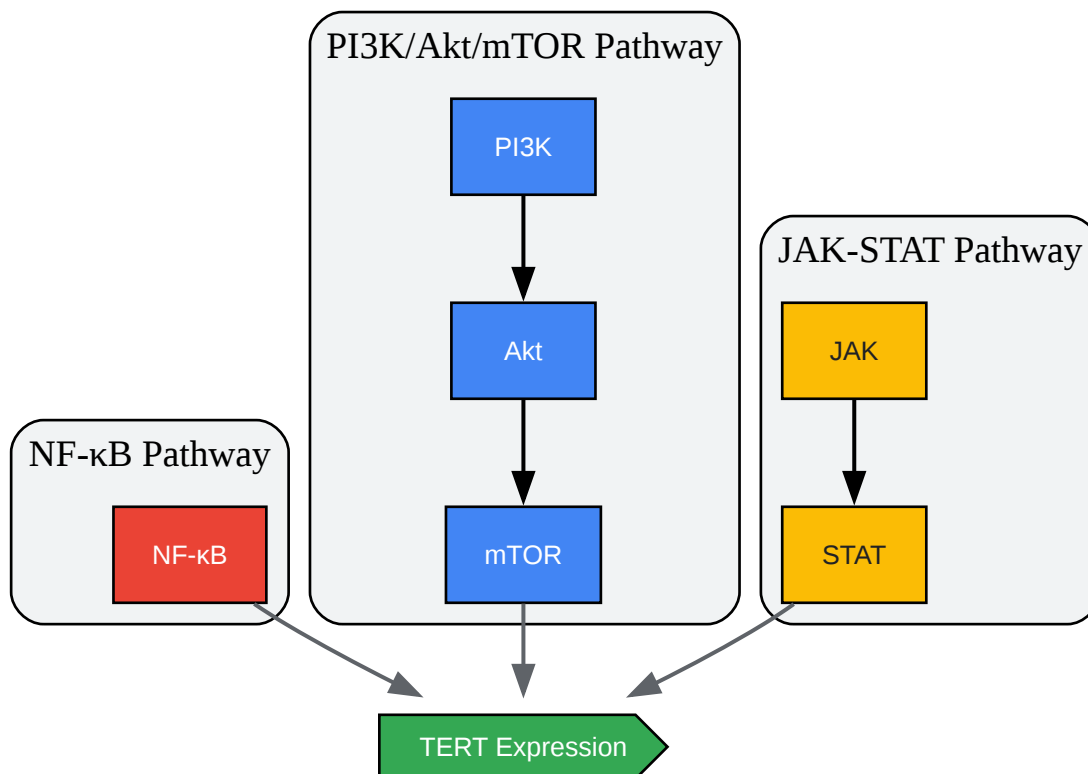 PI3K/Akt/mTOR Pathway
PI3K
JAK-STAT Pathway
Akt
JAK
NF-κB Pathway
NF-κB
mTOR
STAT
TERT Expression